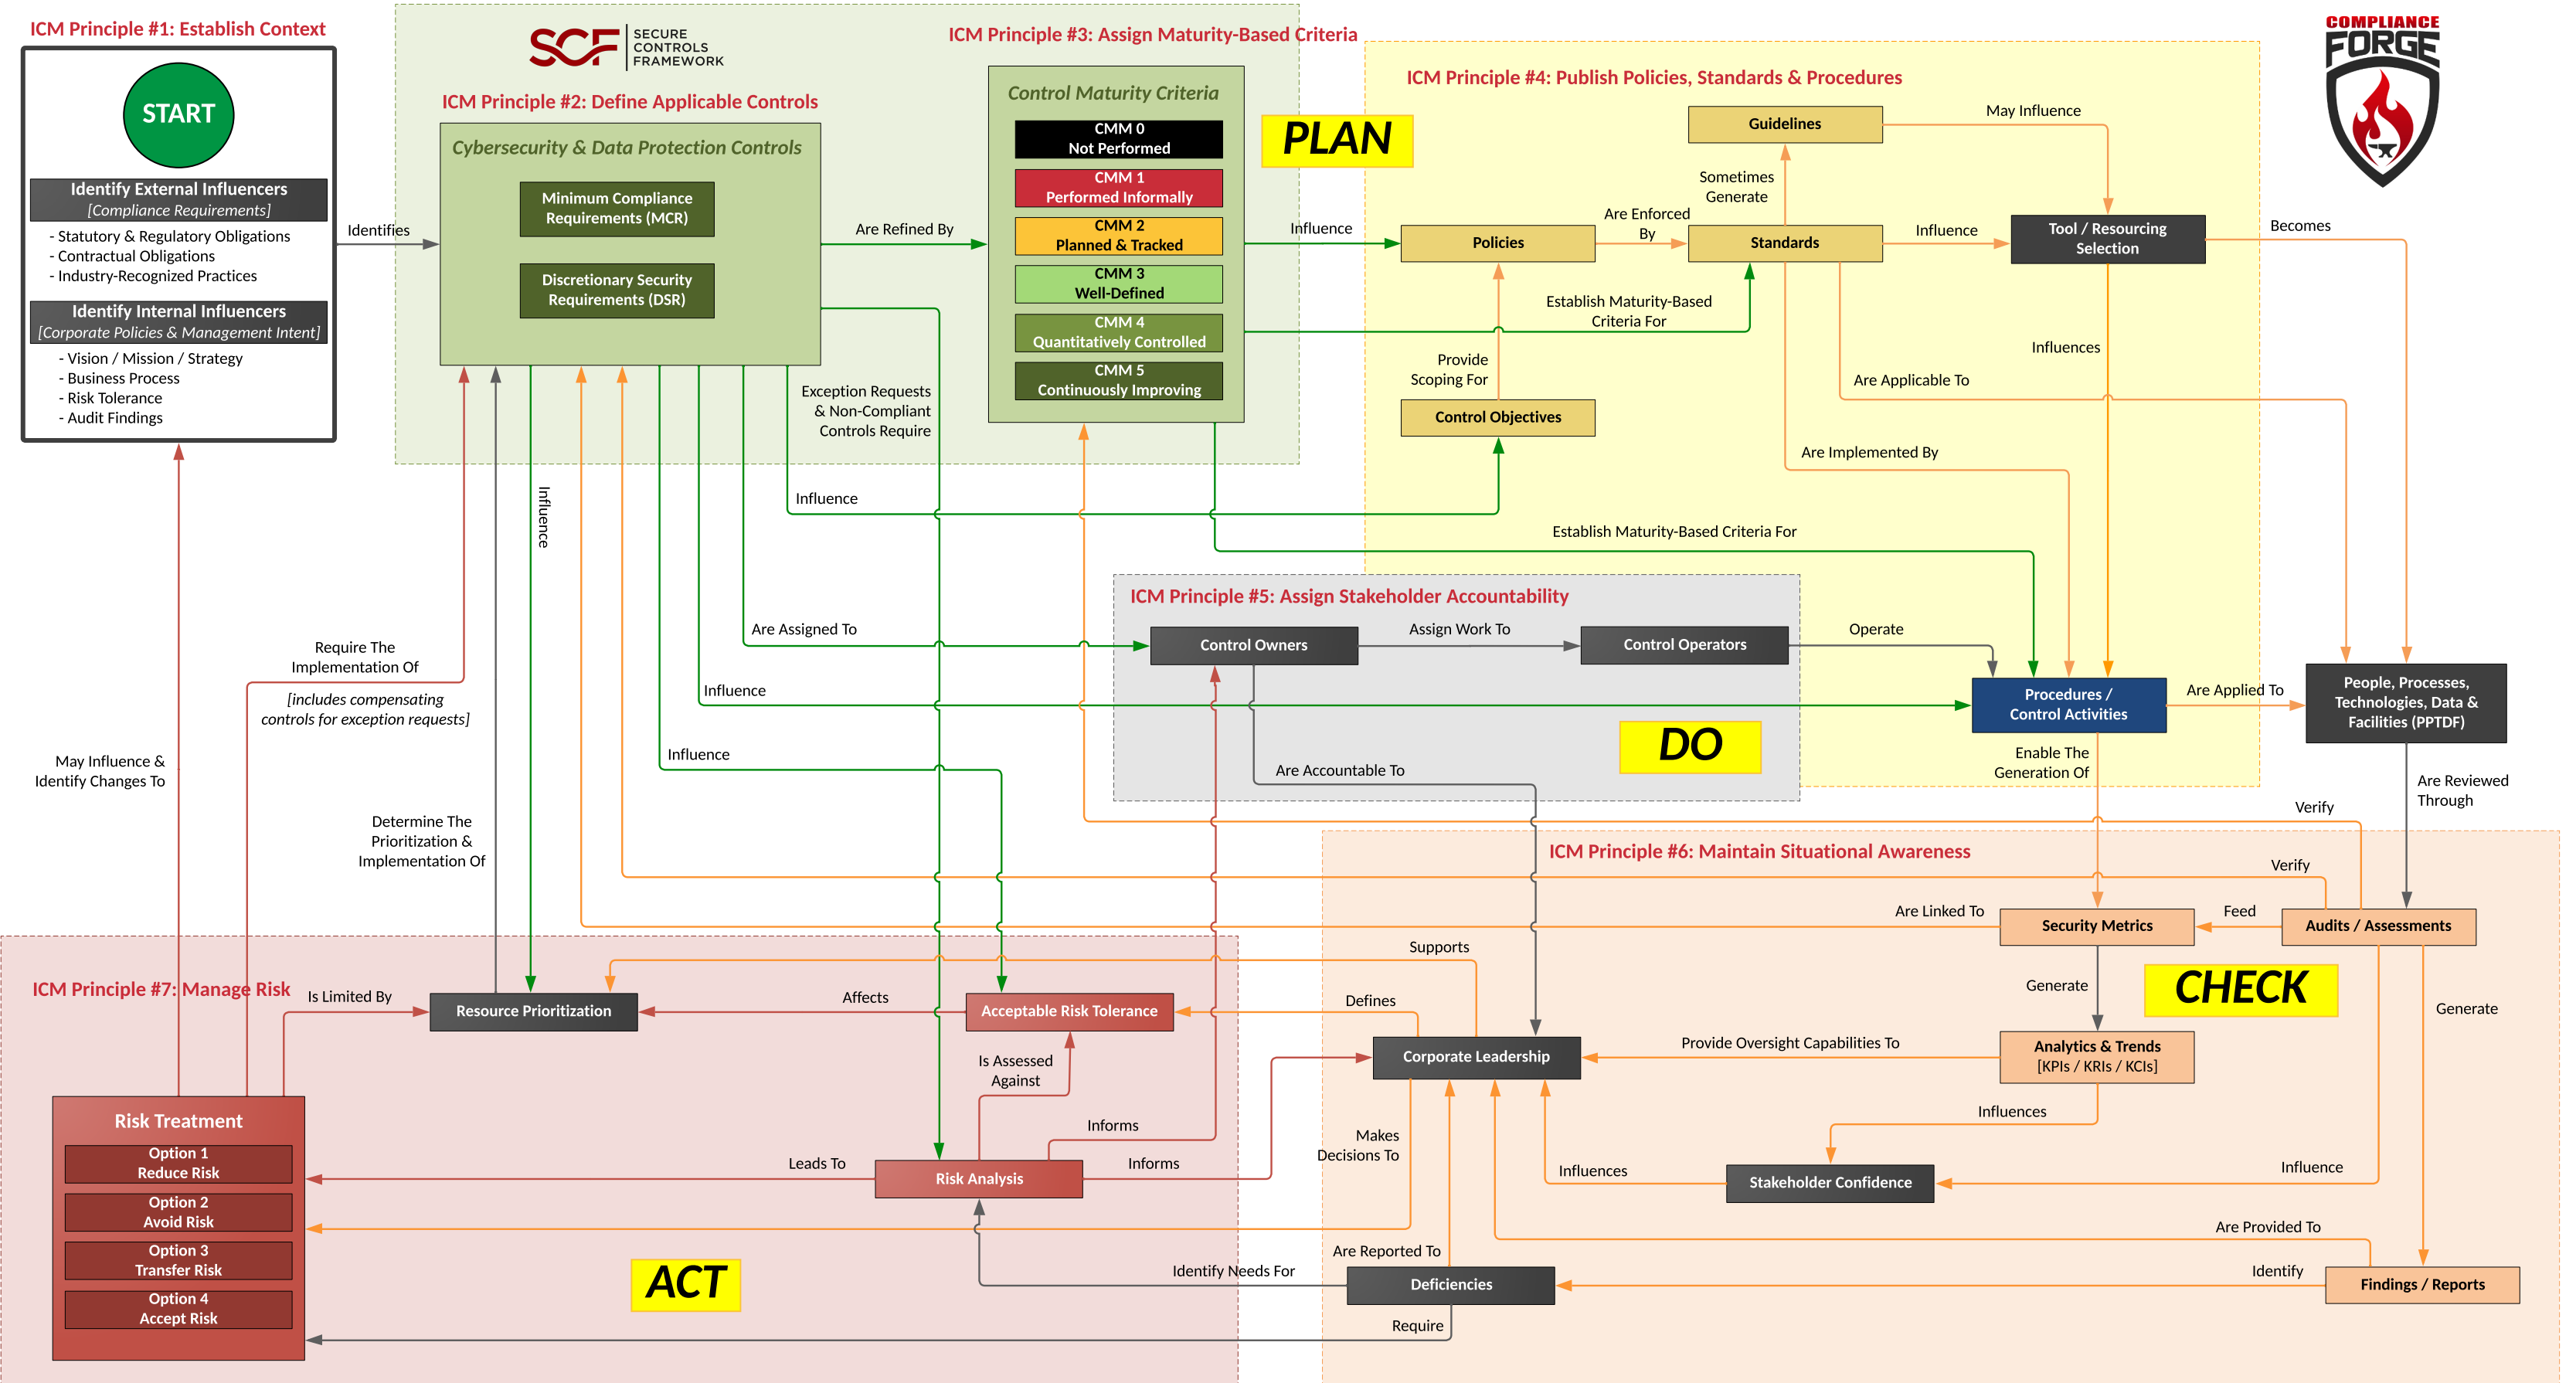 ICM Principle #1: Establish Context
START
Identify External Influencers
[Compliance Requirements]
- Statutory & Regulatory Obligations
- Contractual Obligations
- Industry-Recognized Practices
Identify Internal Influencers
[Corporate Policies & Management Intent]
- Vision / Mission / Strategy
- Business Process
- Risk Tolerance
- Audit Findings
Identifies
SCF
SECURE
CONTROLS
FRAMEWORK
ICM Principle #2: Define Applicable Controls
Cybersecurity & Data Protection Controls
Minimum Compliance
Requirements (MCR)
Discretionary Security
Requirements (DSR)
Are Refined By
ICM Principle #3: Assign Maturity-Based Criteria
Control Maturity Criteria
CMM 0
Not Performed
CMM 1
Performed Informally
CMM 2
Planned & Tracked
CMM 3
Well-Defined
CMM 4
Quantitatively Controlled
CMM 5
Continuously Improving
PLAN
Influence
ICM Principle #4: Publish Policies, Standards & Procedures
Guidelines
May Influence
Sometimes
Generate
Are Enforced
By
Policies
Standards
Influence
Tool / Resourcing
Selection
Becomes
COMPLIANCE
FORGE
Establish Maturity-Based
Criteria For
Influences
Provide
Scoping For
Are Applicable To
Control Objectives
Are Implemented By
Exception Requests
& Non-Compliant
Controls Require
Influence
Influence
Establish Maturity-Based Criteria For
ICM Principle #5: Assign Stakeholder Accountability
Are Assigned To
Control Owners
Assign Work To
Control Operators
Operate
Require The
Implementation Of
[includes compensating
controls for exception requests]
Influence
Procedures /
Control Activities
Are Applied To
People, Processes,
Technologies, Data &
Facilities (PPTDF)
DO
May Influence &
Identify Changes To
Influence
Are Accountable To
Enable The
Generation Of
Are Reviewed
Through
Determine The
Prioritization &
Implementation Of
Verify
ICM Principle #6: Maintain Situational Awareness
Verify
Are Linked To
Security Metrics
Feed
Audits / Assessments
Supports
CHECK
ICM Principle #7: Manage Risk
Is Limited By
Resource Prioritization
Affects
Acceptable Risk Tolerance
Defines
Generate
Generate
Is Assessed
Against
Corporate Leadership
Provide Oversight Capabilities To
Analytics & Trends
[KPIs / KRIs / KCIs]
Influences
Risk Treatment
Option 1
Reduce Risk
Option 2
Avoid Risk
Option 3
Transfer Risk
Option 4
Accept Risk
Leads To
Risk Analysis
Informs
Informs
Makes
Decisions To
Influences
Stakeholder Confidence
Influence
Are Provided To
ACT
Identify Needs For
Are Reported To
Deficiencies
Identify
Findings / Reports
Require